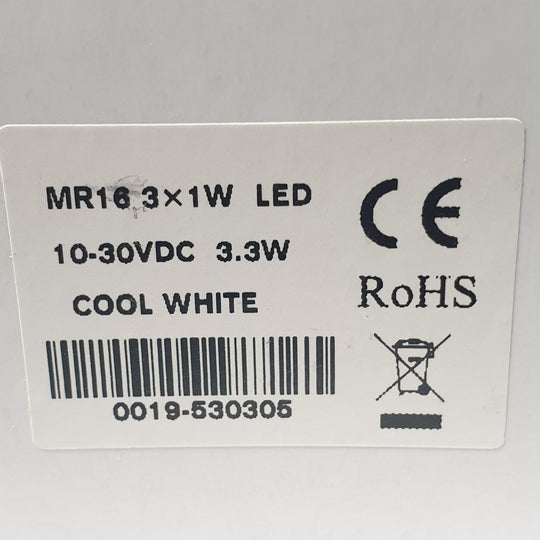 MR16 3×1W LED
10-30VDC 3.3W
COOL WHITE
0019-530305
CE
RoHS